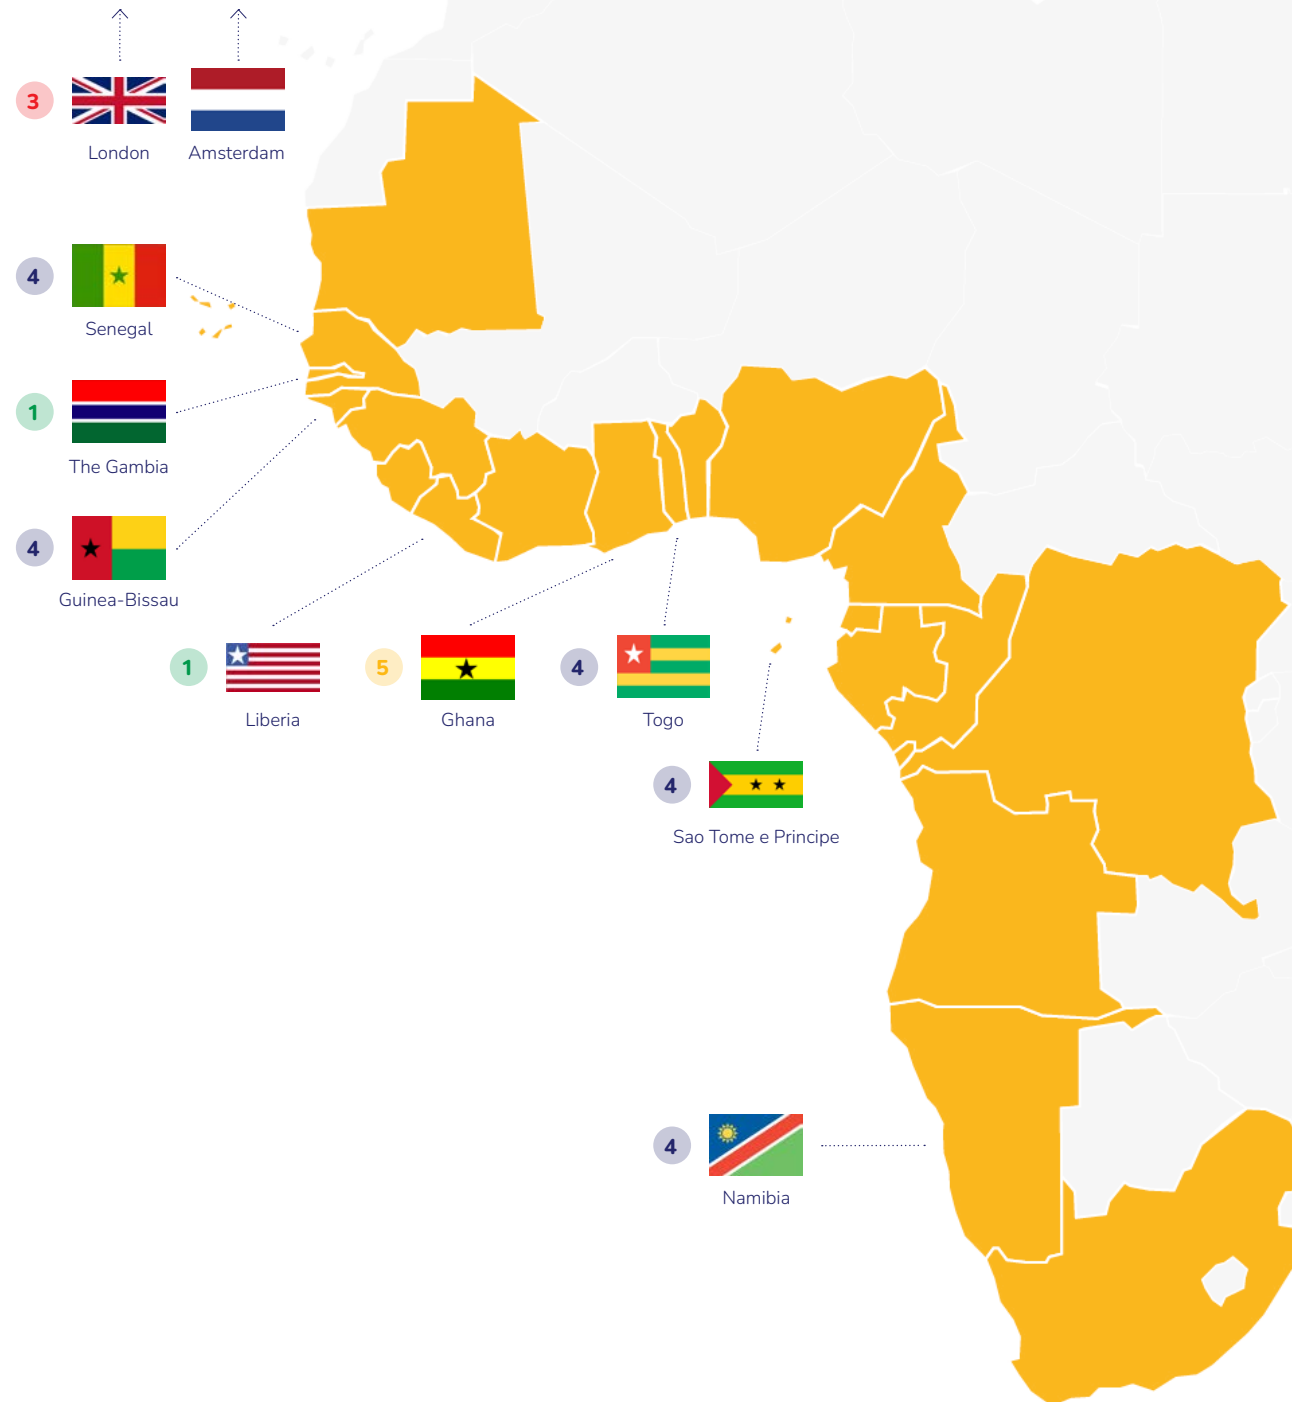 3
London
Amsterdam
4
Senegal
1
The Gambia
4
Guinea-Bissau
1
Liberia
5
Ghana
4
Togo
4
Sao Tome e Principe
4
Namibia